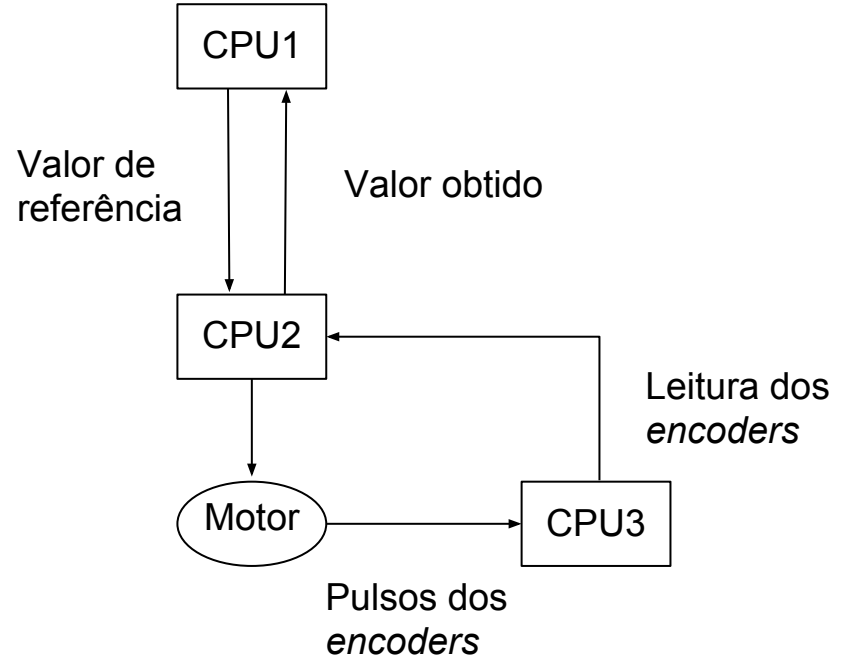 CPU1
Valor de
referência
Valor obtido
CPU2
Leitura dos
encoders
Motor
CPU3
Pulsos dos
encoders